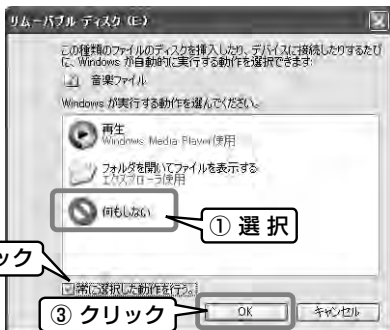 リムーバブル ディスク (E:)
この種類のファイルのディスクを挿入したり、デバイスに接続したりするたび
に、Windows が自動的に実行する動作を選択できます:
音楽ファイル
Windows が実行する動作を選んでください。
再生
Windows Media Player 使用
フォルダを開いてファイルを表示する
エクスプローラ使用
何もしない
① 選 択
ック
常に選択した動作を行う。
③ クリック
OK
キャンセル